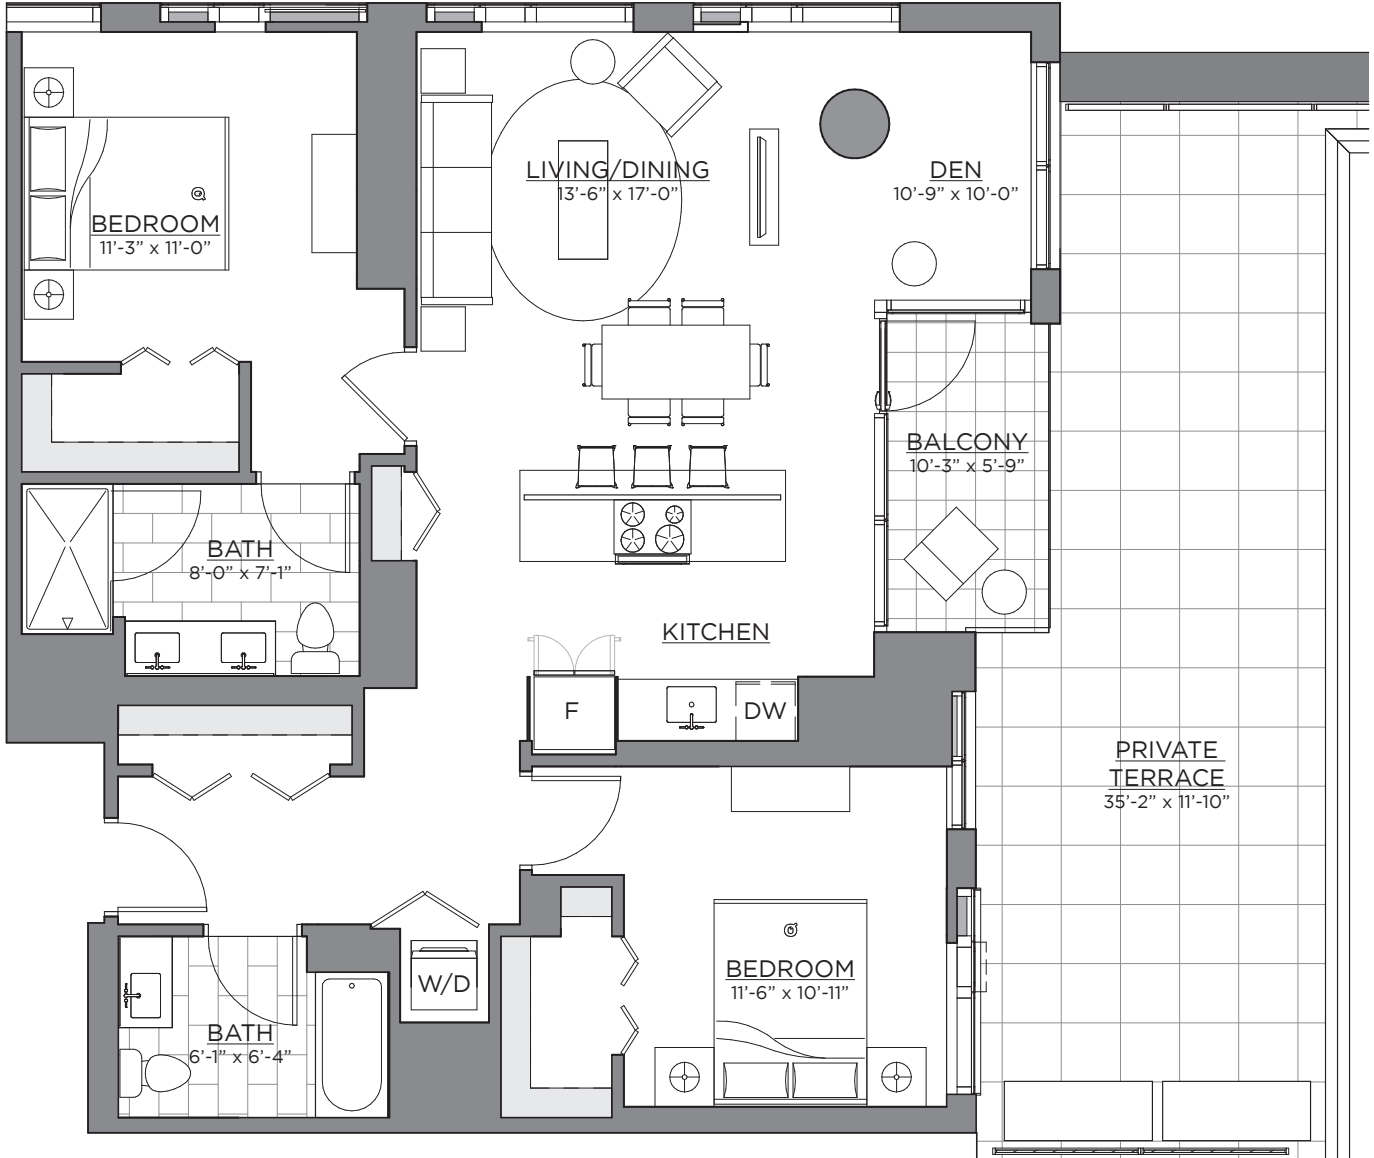 LIVING/DINING
13'-6" x 17'-0"
DEN
10'-9" x 10'-0"
BEDROOM
11'-3" x 11'-0"
BALCONY
10'-3" x 5'-9"
BATH
8'-0" x 7'-1"
KITCHEN
F
DW
PRIVATE
TERRACE
35'-2" x 11'-10"
BEDROOM
11'-6" x 10'-11"
W/D
BATH
6'-1" x 6'-4"